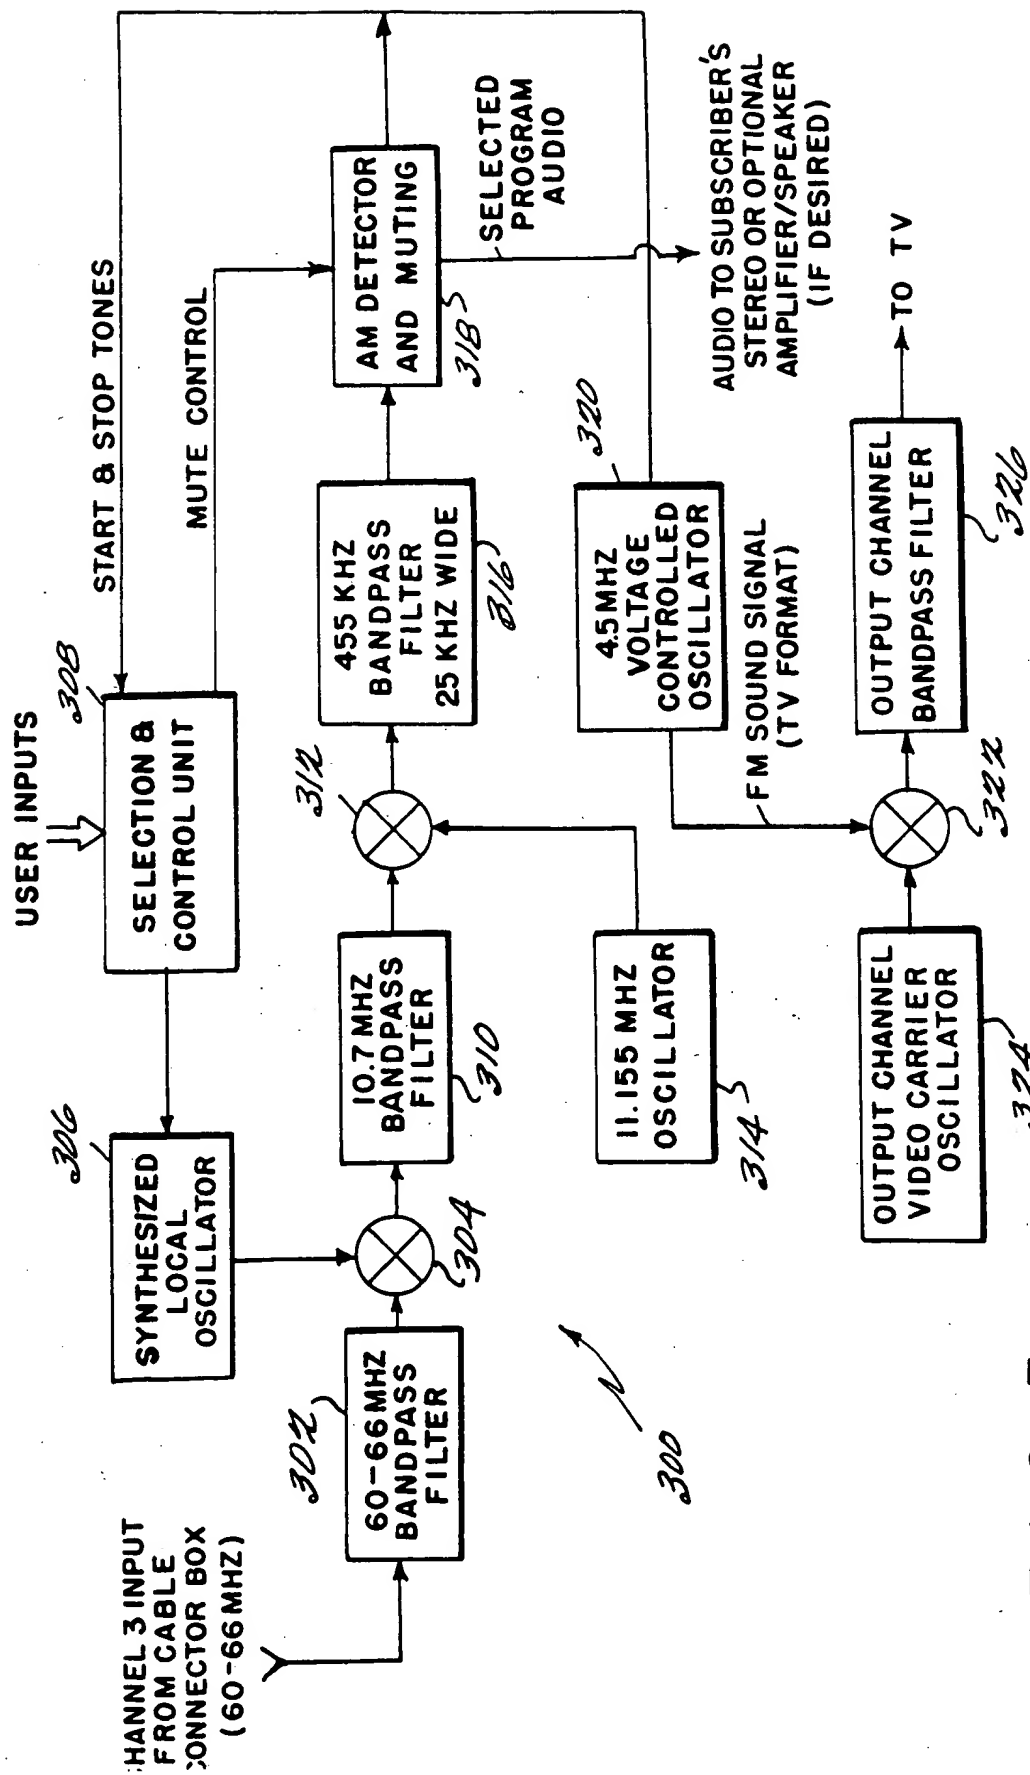 USER INPUTS
308
SELECTION &
CONTROL UNIT
START & STOP TONES
MUTE CONTROL
306
SYNTHESIZED
LOCAL
OSCILLATOR
HANNEL 3 INPUT
FROM CABLE
ONNECTOR BOX
(60-66 MHZ)
302
60-66 MHZ
BANDPASS
FILTER
304
10.7 MHZ
BANDPASS
FILTER
310
312
455 KHZ
BANDPASS
FILTER
25 KHZ WIDE
316
AM DETECTOR
AND MUTING
318
SELECTED
PROGRAM
AUDIO
300
11.155 MHZ
OSCILLATOR
314
320
4.5 MHZ
VOLTAGE
CONTROLLED
OSCILLATOR
FM SOUND SIGNAL
(TV FORMAT)
AUDIO TO SUBSCRIBER'S
STEREO OR OPTIONAL
AMPLIFIER/SPEAKER
(IF DESIRED)
OUTPUT CHANNEL
VIDEO CARRIER
OSCILLATOR
324
322
OUTPUT CHANNEL
BANDPASS FILTER
326
TO TV